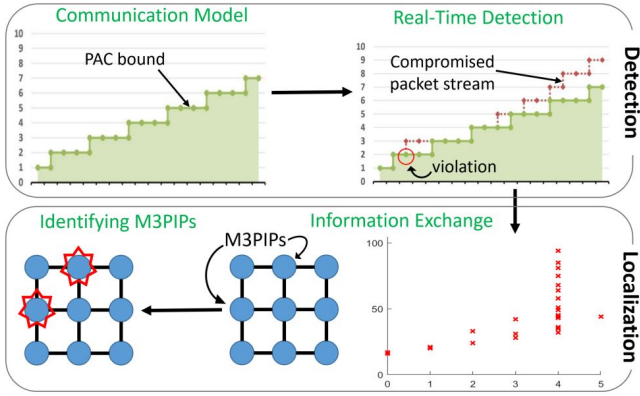 Communication Model
10
9
8
7
6
5
4
3
2
1
0
PAC bound
Real-Time Detection
10
9
8
7
6
5
4
3
2
1
0
Compromised
packet stream
violation
Detection
Identifying M3PIPs
M3PIPs
Information Exchange
100
50
0
0 1 2 3 4 5
Localization